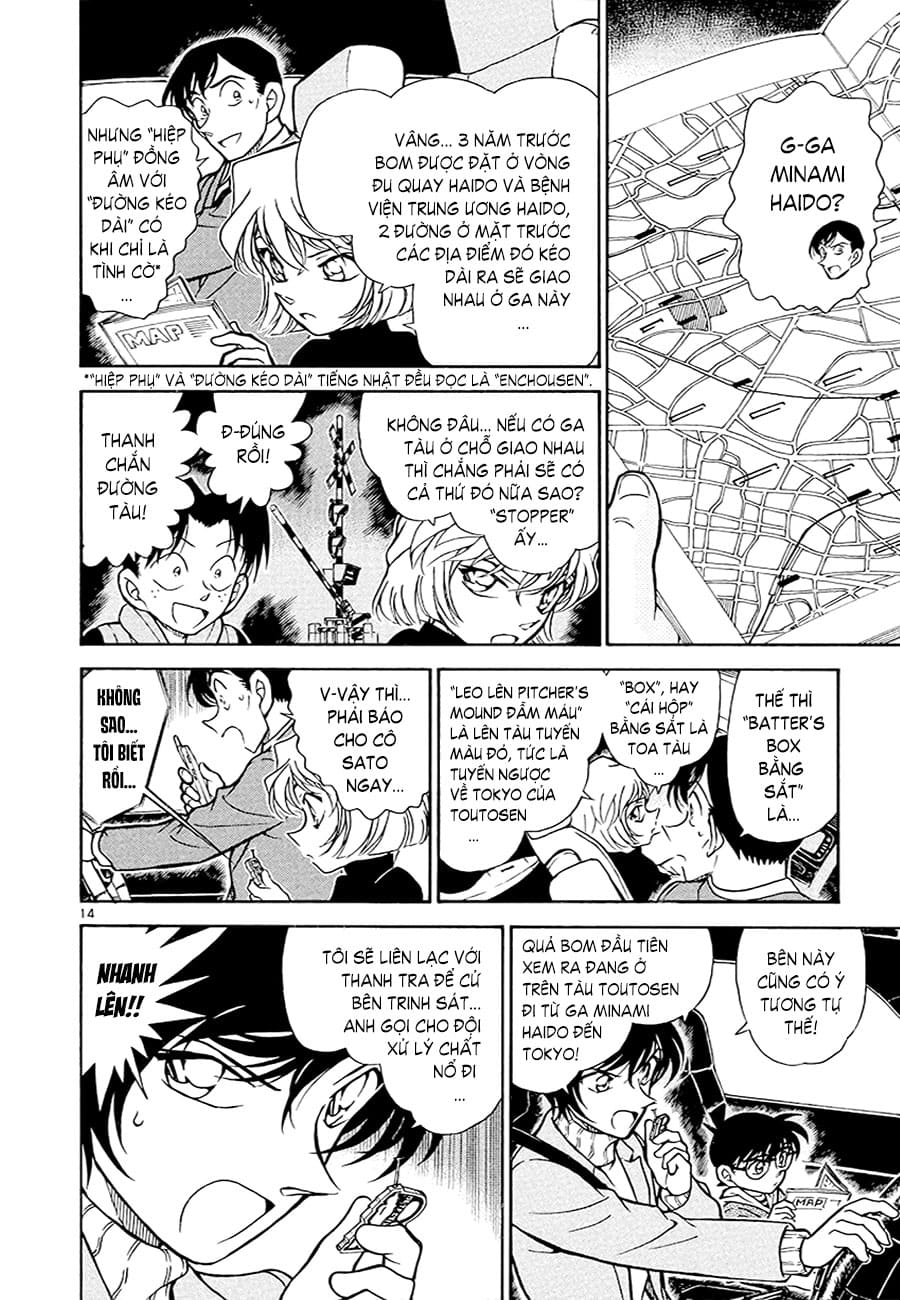 G-GA
MINAMI
HAIDO?
VÂNG... 3 NĂM TRƯỚC
BOM ĐƯỢC ĐẶT Ở VÒNG
ĐU QUAY HAIDO VÀ BỆNH
VIỆN TRUNG ƯƠNG HAIDO,
2 ĐƯỜNG Ở MẶT TRƯỚC
CÁC ĐỊA ĐIỂM ĐÓ KÉO
DÀI RA SẼ GIAO
NHAU Ở GA NÀY
...
NHƯNG "HIỆP
PHỤ" ĐỒNG
ÂM VỚI
"ĐƯỜNG KÉO
DÀI" CÓ
KHI CHỈ LÀ
TÌNH CỜ*
...
MAP
*"HIỆP PHỤ" VÀ "ĐƯỜNG KÉO DÀI" TIẾNG NHẬT ĐỀU ĐỌC LÀ "ENCHOUSEN".
KHÔNG ĐÂU... NẾU CÓ GA
TÀU Ở CHỖ GIAO NHAU
THÌ CHẲNG PHẢI SẼ CÓ
CẢ THỨ ĐÓ NỮA SAO?
"STOPPER"
ẤY...
Đ-ĐÚNG
RỒI!
THANH
CHẮN
ĐƯỜNG
TÀU!
THẾ THÌ
"BATTER'S
BOX
BẰNG
SẮT"
LÀ...
"BOX", HAY
"CÁI HỘP"
BẰNG SẮT LÀ
TOA TÀU
...
"LEO LÊN PITCHER'S
MOUND ĐẪM MÁU"
LÀ LÊN TÀU TUYẾN
MÀU ĐỎ, TỨC LÀ
TUYẾN NGƯỢC
VỀ TOKYO CỦA
TOUTOSEN
...
V-VẬY THÌ...
PHẢI BÁO
CHO CÔ
SATO
NGAY...
KHÔNG
SAO...
TÔI BIẾT
RỒI...
14
BÊN NÀY
CŨNG CÓ Ý
TƯƠNG TỰ
THẾ!
QUẢ BOM ĐẦU TIÊN
XEM RA ĐANG Ở
TRÊN TÀU TOUTOSEN
ĐI TỪ GA MINAMI
HAIDO ĐẾN
TOKYO!
MAP
TÔI SẼ LIÊN LẠC VỚI
THANH TRA ĐỂ CỬ
BÊN TRINH SÁT...
ANH GỌI CHO ĐỘI
XỬ LÝ CHẤT
NỔ ĐI
...
NHANH
LÊN!!